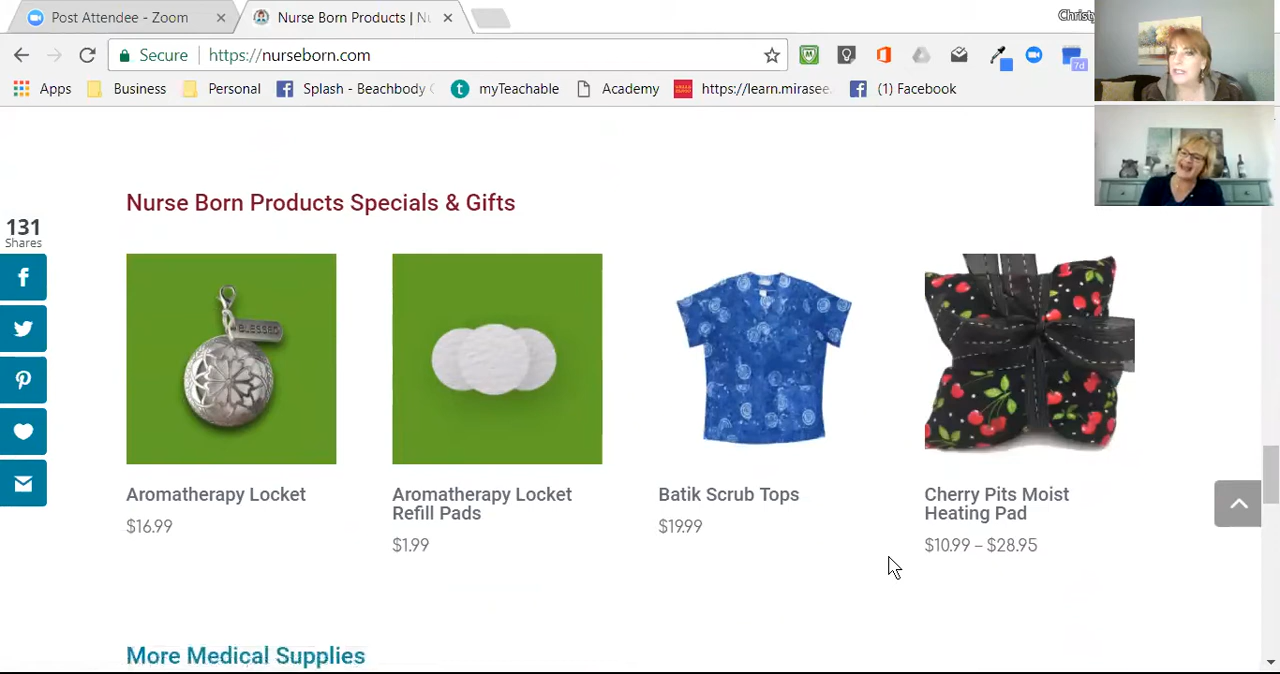 Post Attendee - Zoom
Nurse Born Products | Nu
Christy
Secure
https://nurseborn.com
7d
Apps
Business
Personal
Splash - Beachbody
myTeachable
Academy
https://learn.mirasee
(1) Facebook
Nurse Born Products Specials & Gifts
131
Shares
BLESSED
Aromatherapy Locket
$16.99
Aromatherapy Locket
Refill Pads
$1.99
Batik Scrub Tops
$19.99
Cherry Pits Moist
Heating Pad
$10.99 – $28.95
More Medical Supplies